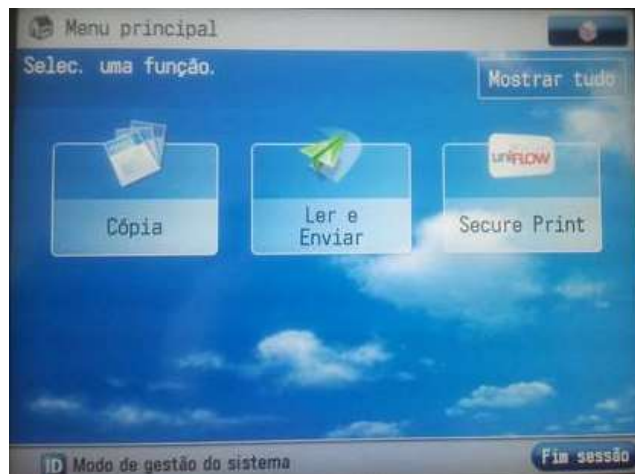 Menu principal
Selec. uma função.
Mostrar tudo
uniFLOW
Cópia
Ler e
Enviar
Secure Print
ID Modo de gestão do sistema
Fim sessão